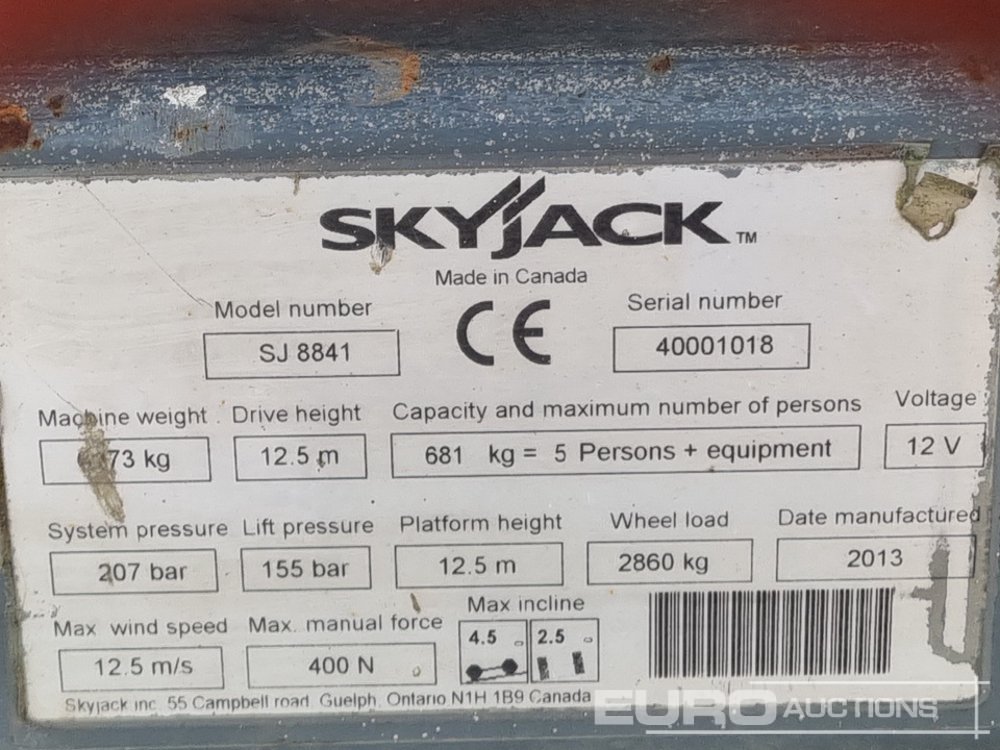 SKYJACK™
Made in Canada
Model number
Serial number
SJ 8841
CE
40001018
Machine weight
Drive height
Capacity and maximum number of persons
Voltage
73 kg
12.5 m
681 kg = 5 Persons + equipment
12 V
System pressure
Lift pressure
Platform height
Wheel load
Date manufactured
207 bar
155 bar
12.5 m
2860 kg
2013
Max wind speed
Max. manual force
Max incline
12.5 m/s
400 N
4.5
2.5
Skyjack inc. 55 Campbell road. Guelph, Ontario N1H 1B9 Canada
EURO AUCTIONS